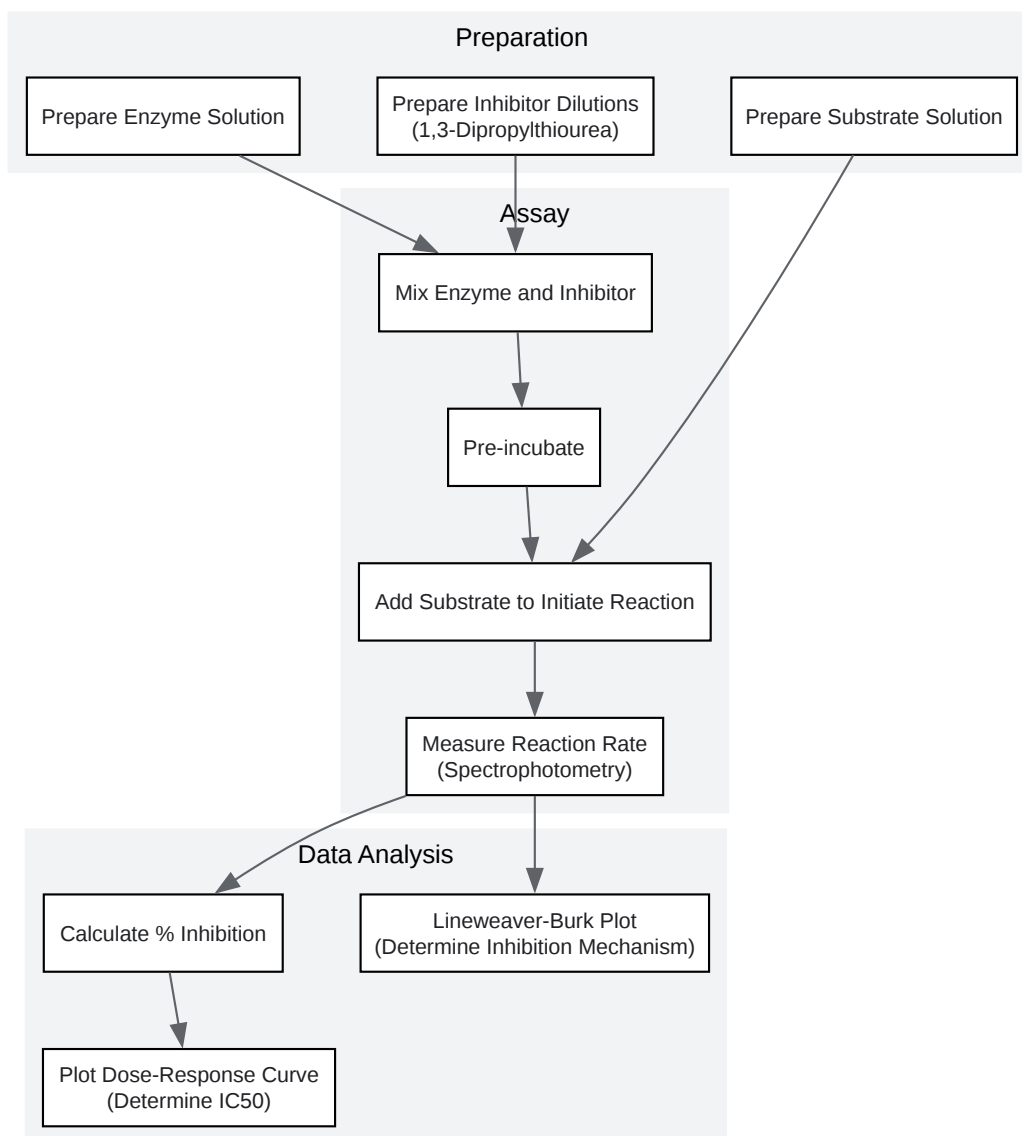 Preparation
Prepare Enzyme Solution
Prepare Inhibitor Dilutions
(1,3-Dipropylthiourea)
Prepare Substrate Solution
Assay
Mix Enzyme and Inhibitor
Pre-incubate
Add Substrate to Initiate Reaction
Measure Reaction Rate
(Spectrophotometry)
Data Analysis
Calculate % Inhibition
Lineweaver-Burk Plot
(Determine Inhibition Mechanism)
Plot Dose-Response Curve
(Determine IC50)